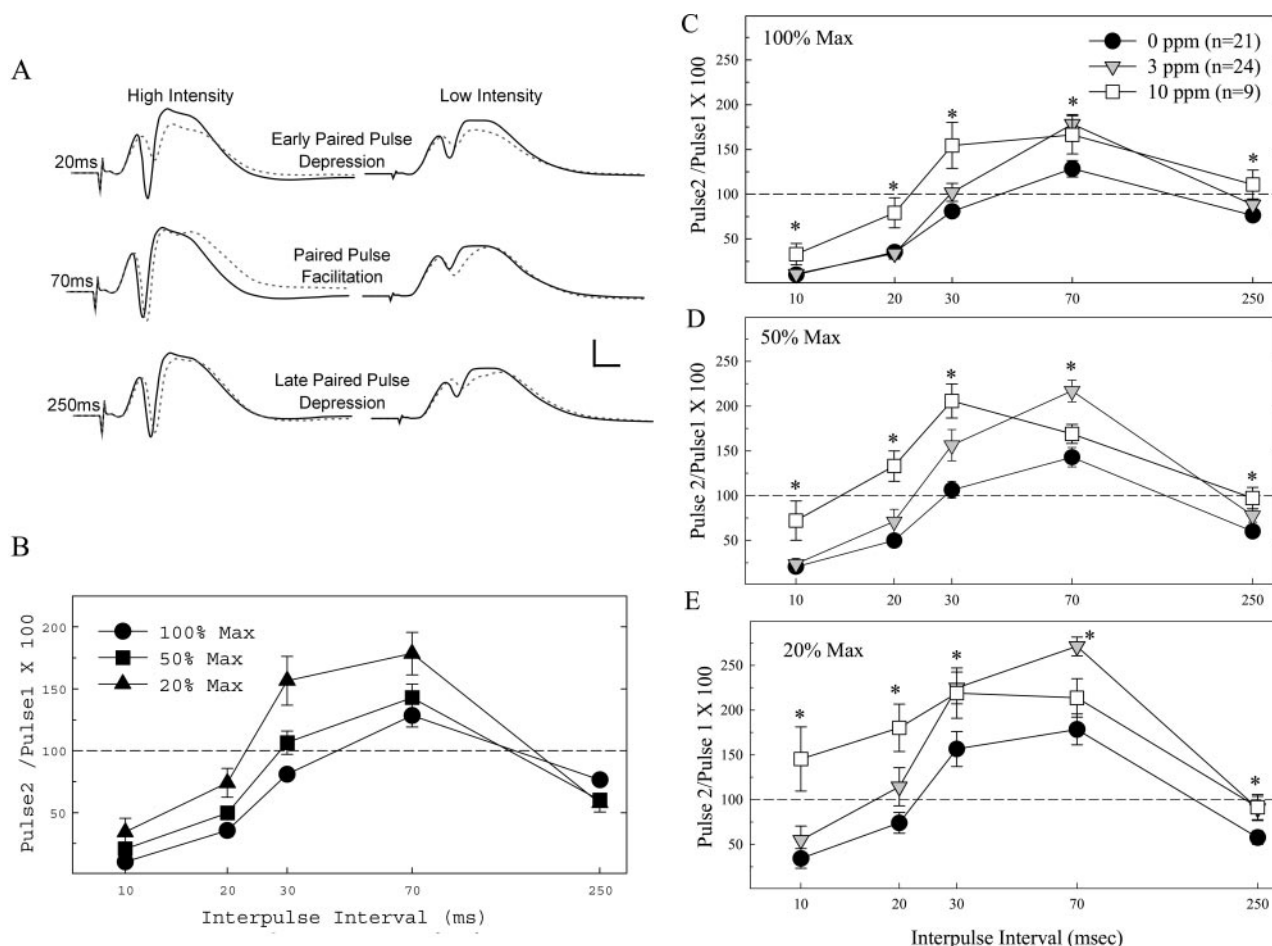 A
High Intensity
Low Intensity
20ms
Early Paired Pulse
Depression
70ms
Paired Pulse
Facilitation
250ms
Late Paired Pulse
Depression
B
Pulse2 /Pulse1 X 100
200
150
100
50
100% Max
50% Max
20% Max
10
20
30
70
250
Interpulse Interval (ms)
C
100% Max
0 ppm (n=21)
3 ppm (n=24)
10 ppm (n=9)
Pulse2 /Pulse1 X 100
250
200
150
100
50
*
*
*
*
*
10
20
30
70
250
D
50% Max
Pulse 2/Pulse1 X 100
250
200
150
100
50
*
*
*
*
*
10
20
30
70
250
E
20% Max
Pulse 2/Pulse 1 X 100
250
200
150
100
50
*
*
*
*
*
10
20
30
70
250
Interpulse Interval (msec)